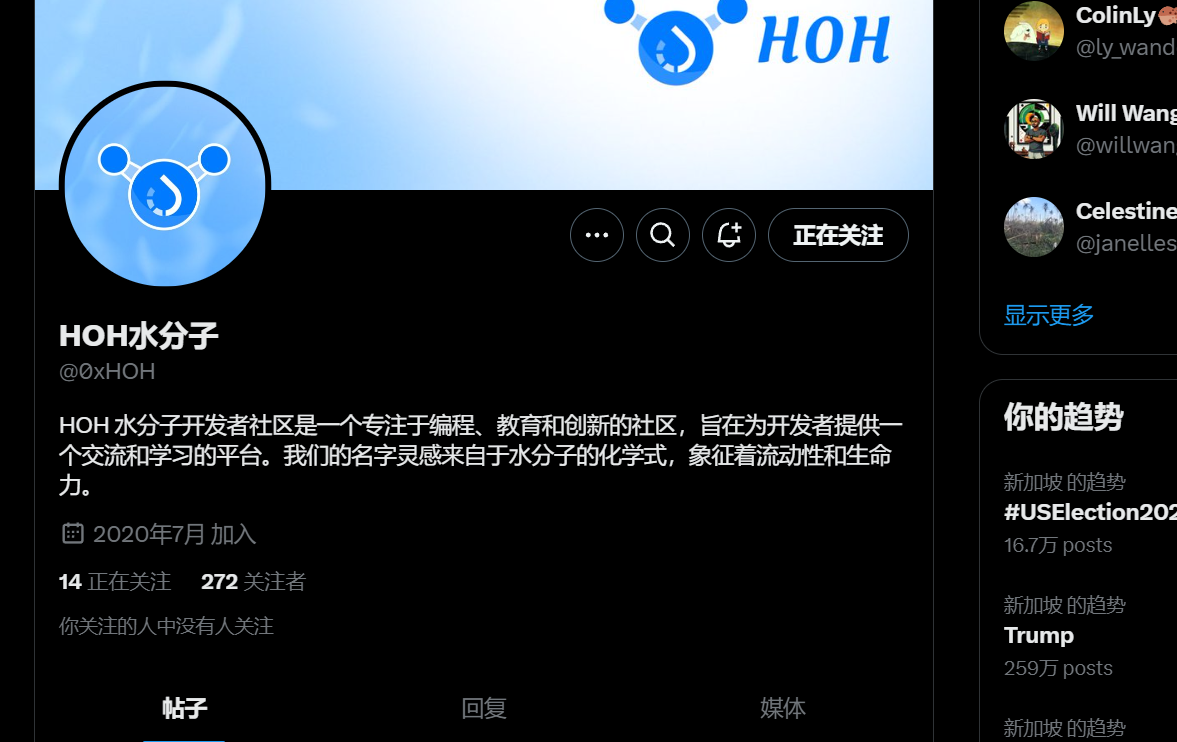 HOH
正在关注
HOH水分子
@0xHOH
HOH 水分子开发者社区是一个专注于编程、教育和创新的社区，旨在为开发者提供一
个交流和学习的平台。我们的名字灵感来自于水分子的化学式，象征着流动性和生命
力。
2020年7月 加入
14 正在关注 272 关注者
你关注的人中没有人关注
帖子 回复 媒体
ColinLy
@ly_wand
Will Wang
@willwan
Celestine
@janelles
显示更多
你的趋势
新加坡 的趋势
#USElection202
16.7万 posts
新加坡 的趋势
Trump
259万 posts
新加坡 的趋势